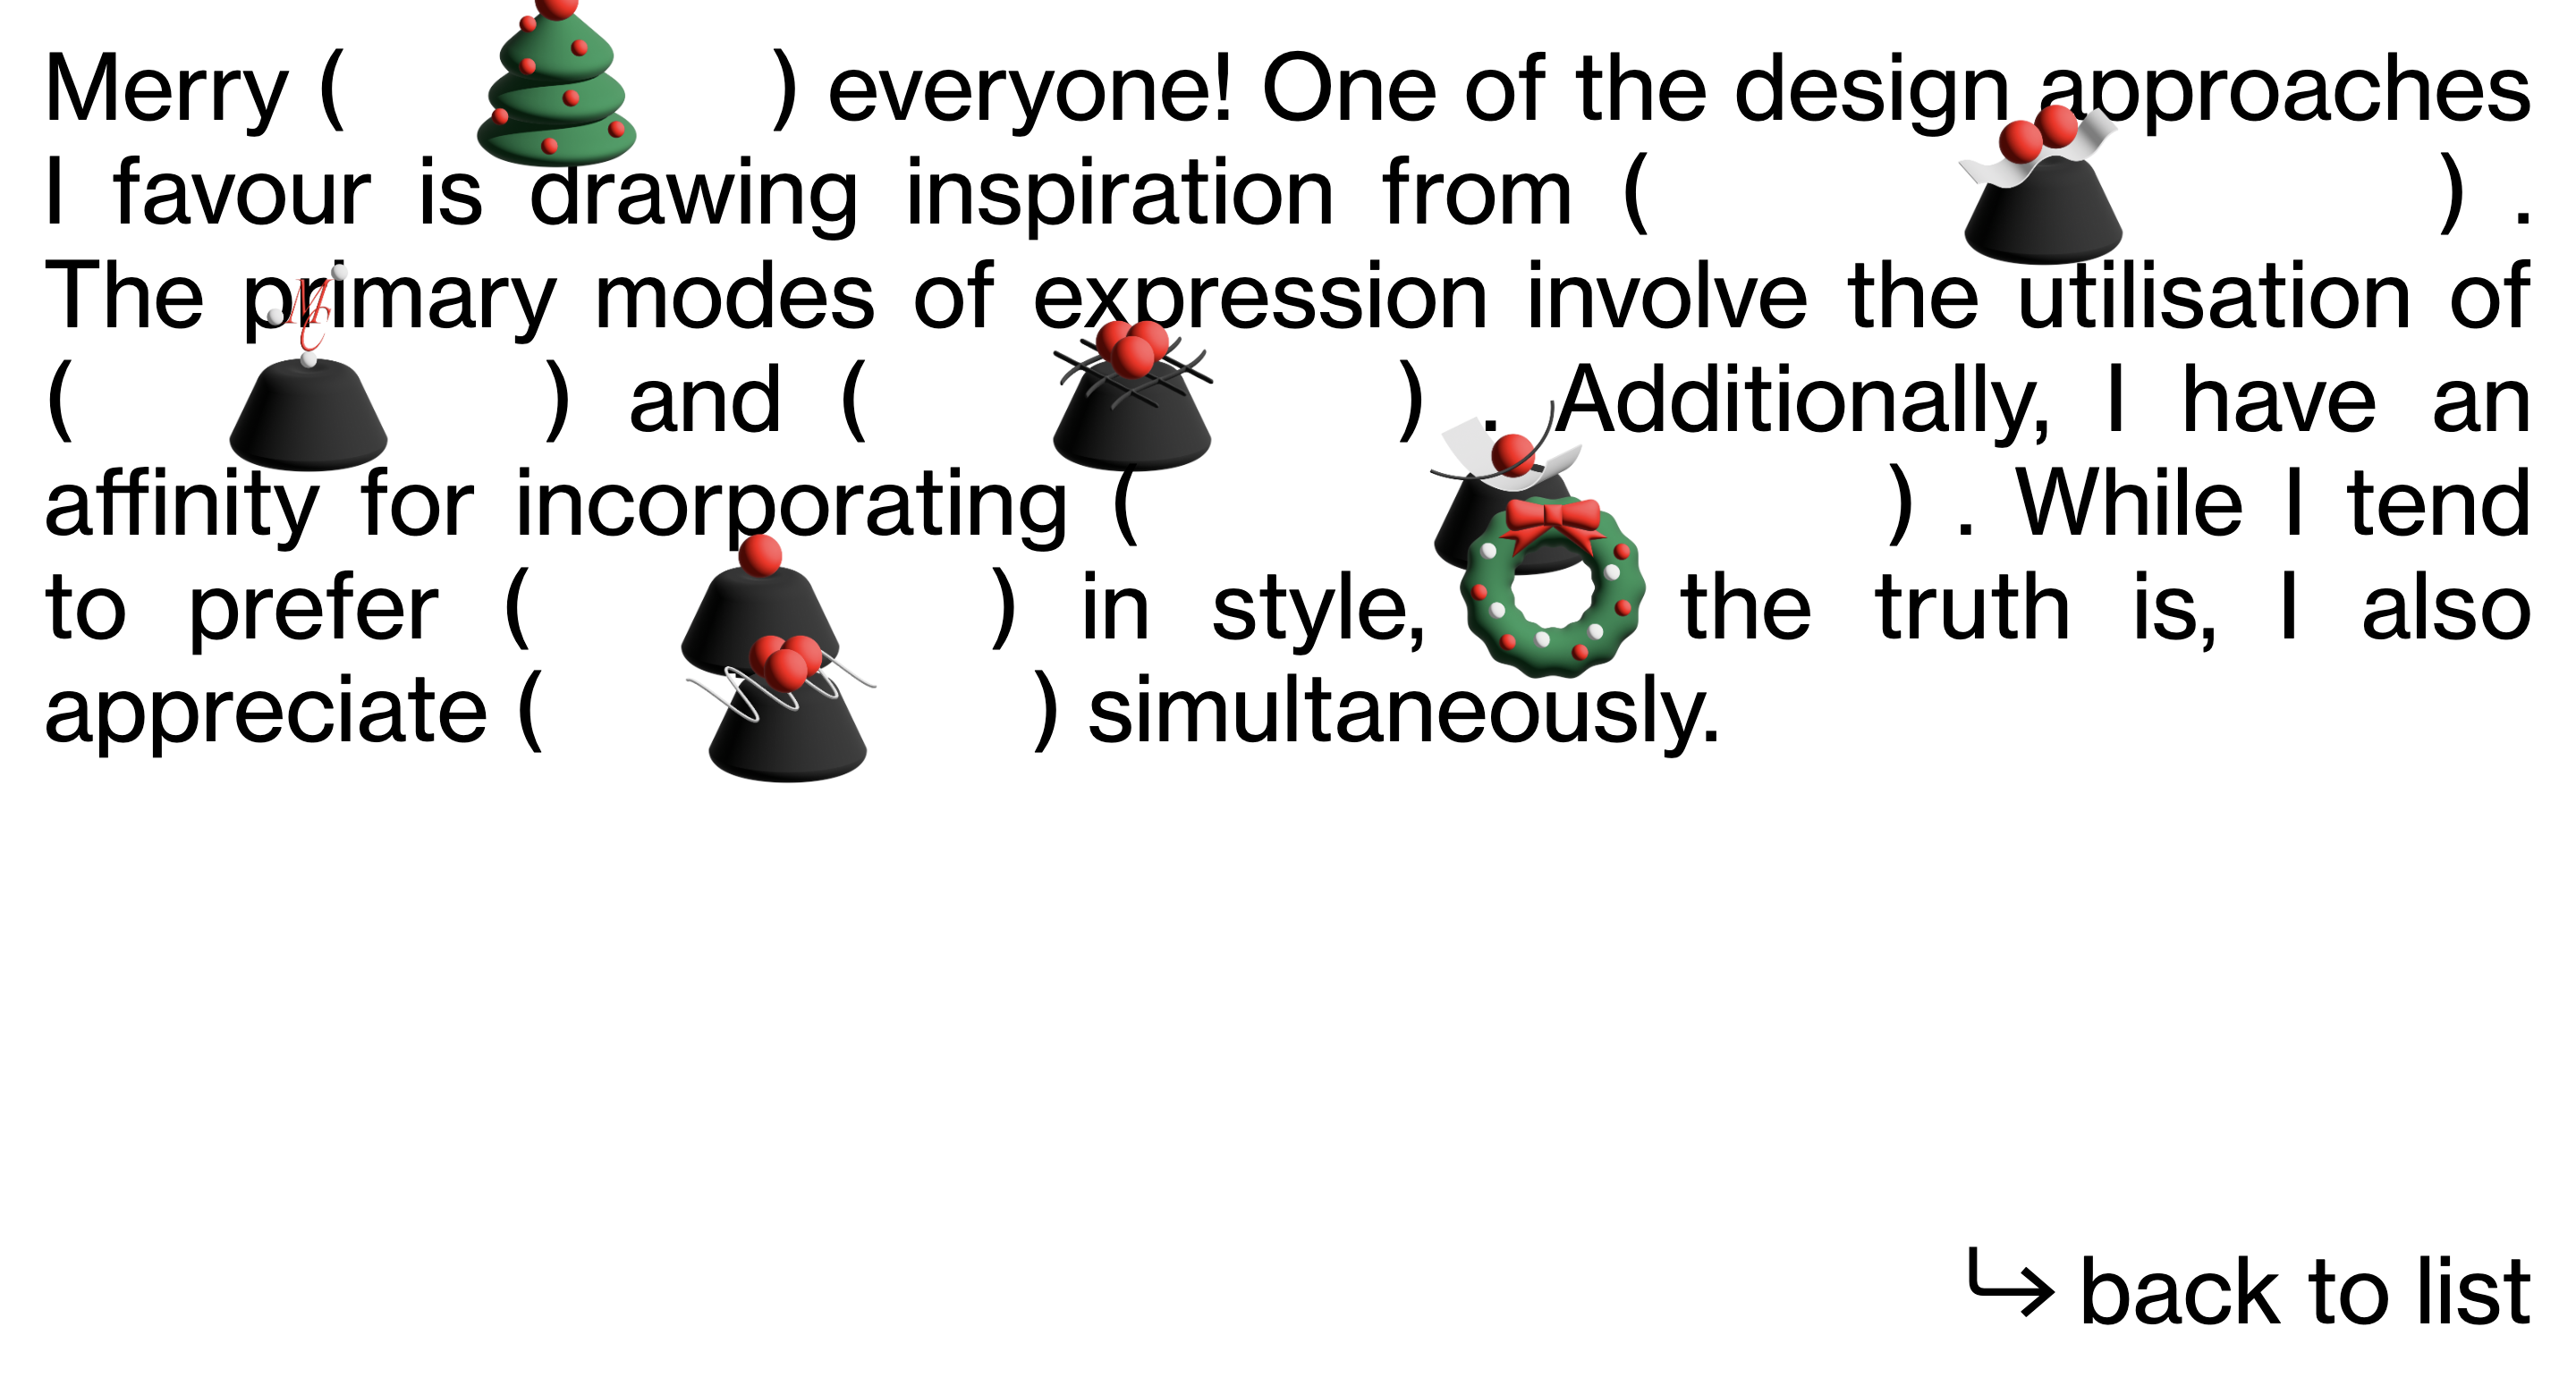 Merry ( ) everyone! One of the design approaches
I favour is drawing inspiration from ( ) .
The primary modes of expression involve the utilisation of
( ) and ( ) . Additionally, I have an
affinity for incorporating ( ) . While I tend
to prefer ( ) in style, the truth is, I also
appreciate ( ) simultaneously.
MC
↳ back to list